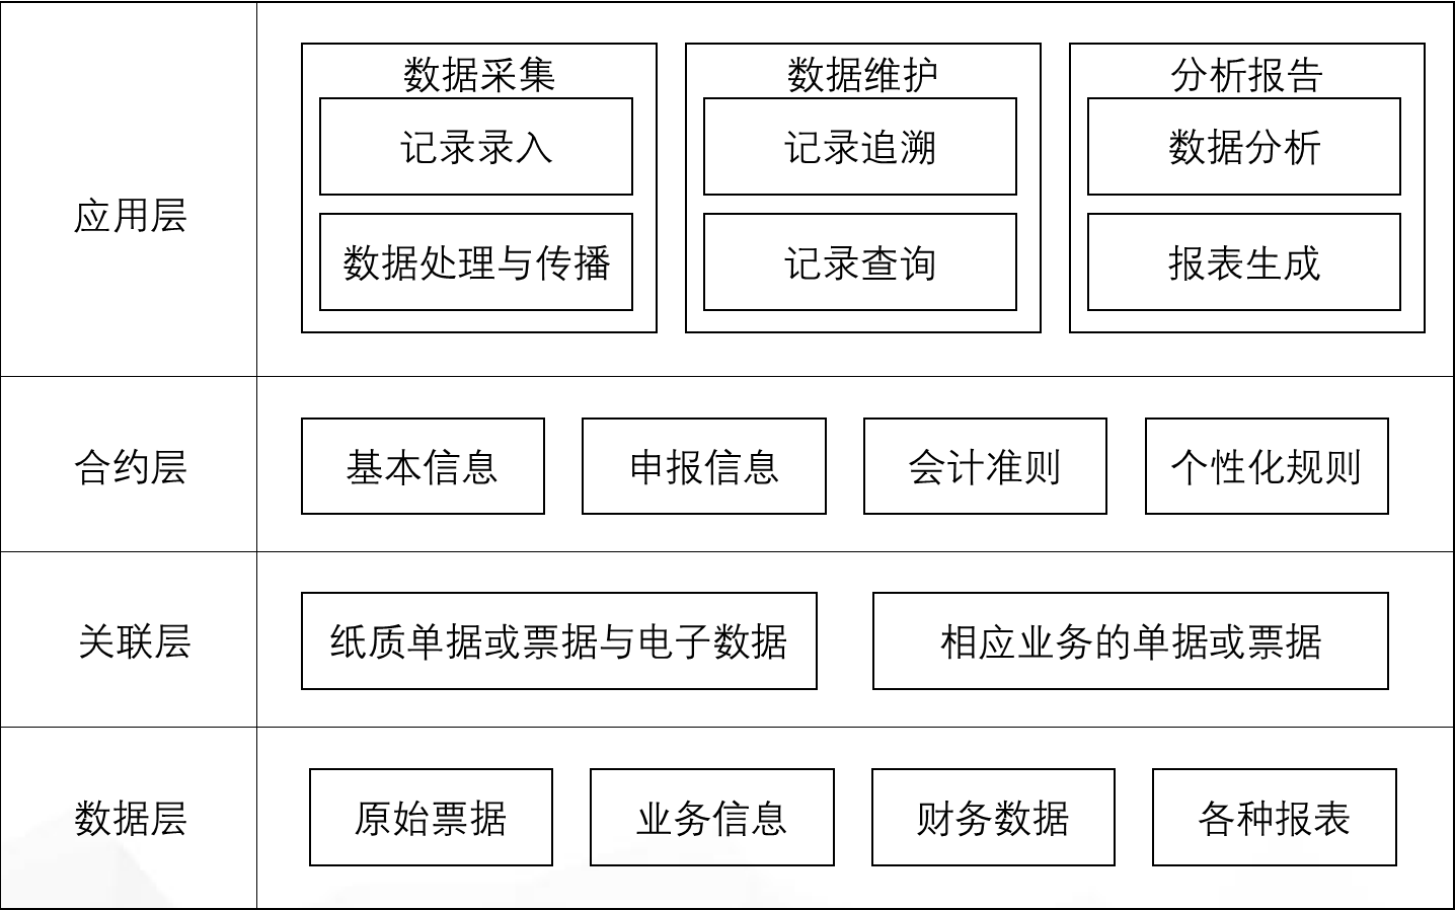 应用层
数据采集
记录录入
数据处理与传播
数据维护
记录追溯
记录查询
分析报告
数据分析
报表生成
合约层
基本信息
申报信息
会计准则
个性化规则
关联层
纸质单据或票据与电子数据
相应业务的单据或票据
数据层
原始票据
业务信息
财务数据
各种报表